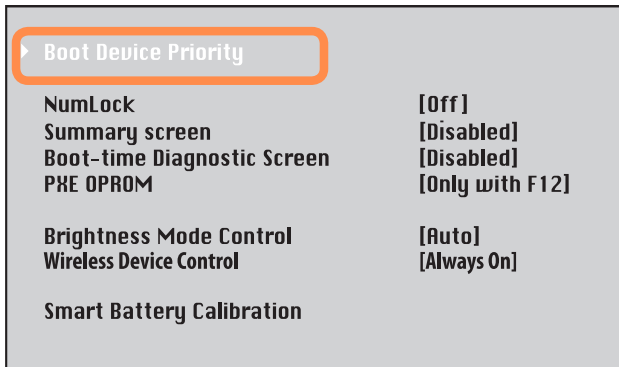 Boot Device Priority
NumLock [Off]
Summary screen [Disabled]
Boot-time Diagnostic Screen [Disabled]
PXE OPROM [Only with F12]
Brightness Mode Control [Auto]
Wireless Device Control [Always On]
Smart Battery Calibration